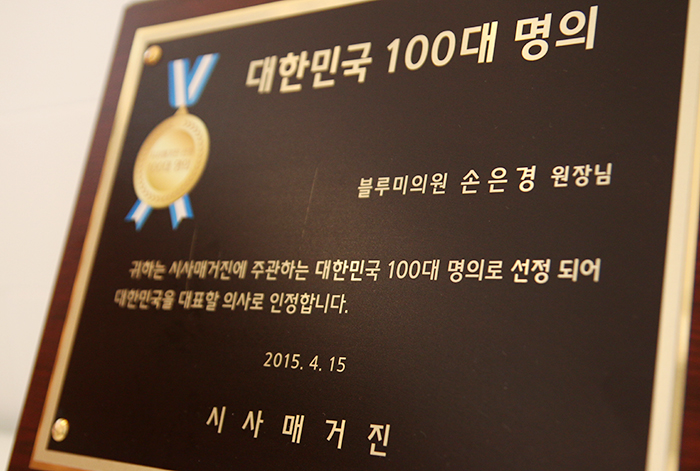 대한민국 100대 명의
블루미의원 손은경 원장님
귀하는 시사매거진에 주관하는 대한민국 100대 명의로 선정 되어
대한민국을 대표할 의사로 인정합니다.
2015. 4. 15
시사매거진